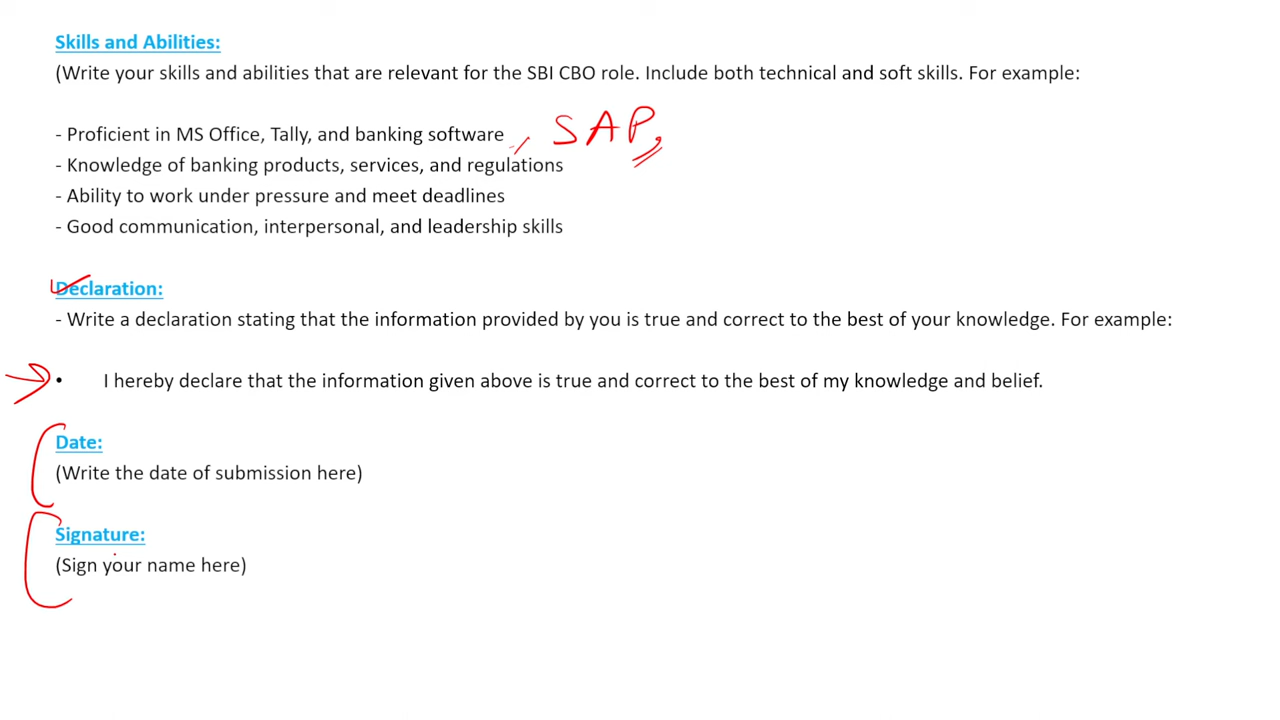 Skills and Abilities:
(Write your skills and abilities that are relevant for the SBI CBO role. Include both technical and soft skills. For example:
- Proficient in MS Office, Tally, and banking software , SAP,
- Knowledge of banking products, services, and regulations
- Ability to work under pressure and meet deadlines
- Good communication, interpersonal, and leadership skills
Declaration:
- Write a declaration stating that the information provided by you is true and correct to the best of your knowledge. For example:
• I hereby declare that the information given above is true and correct to the best of my knowledge and belief.
Date:
(Write the date of submission here)
Signature:
(Sign your name here)